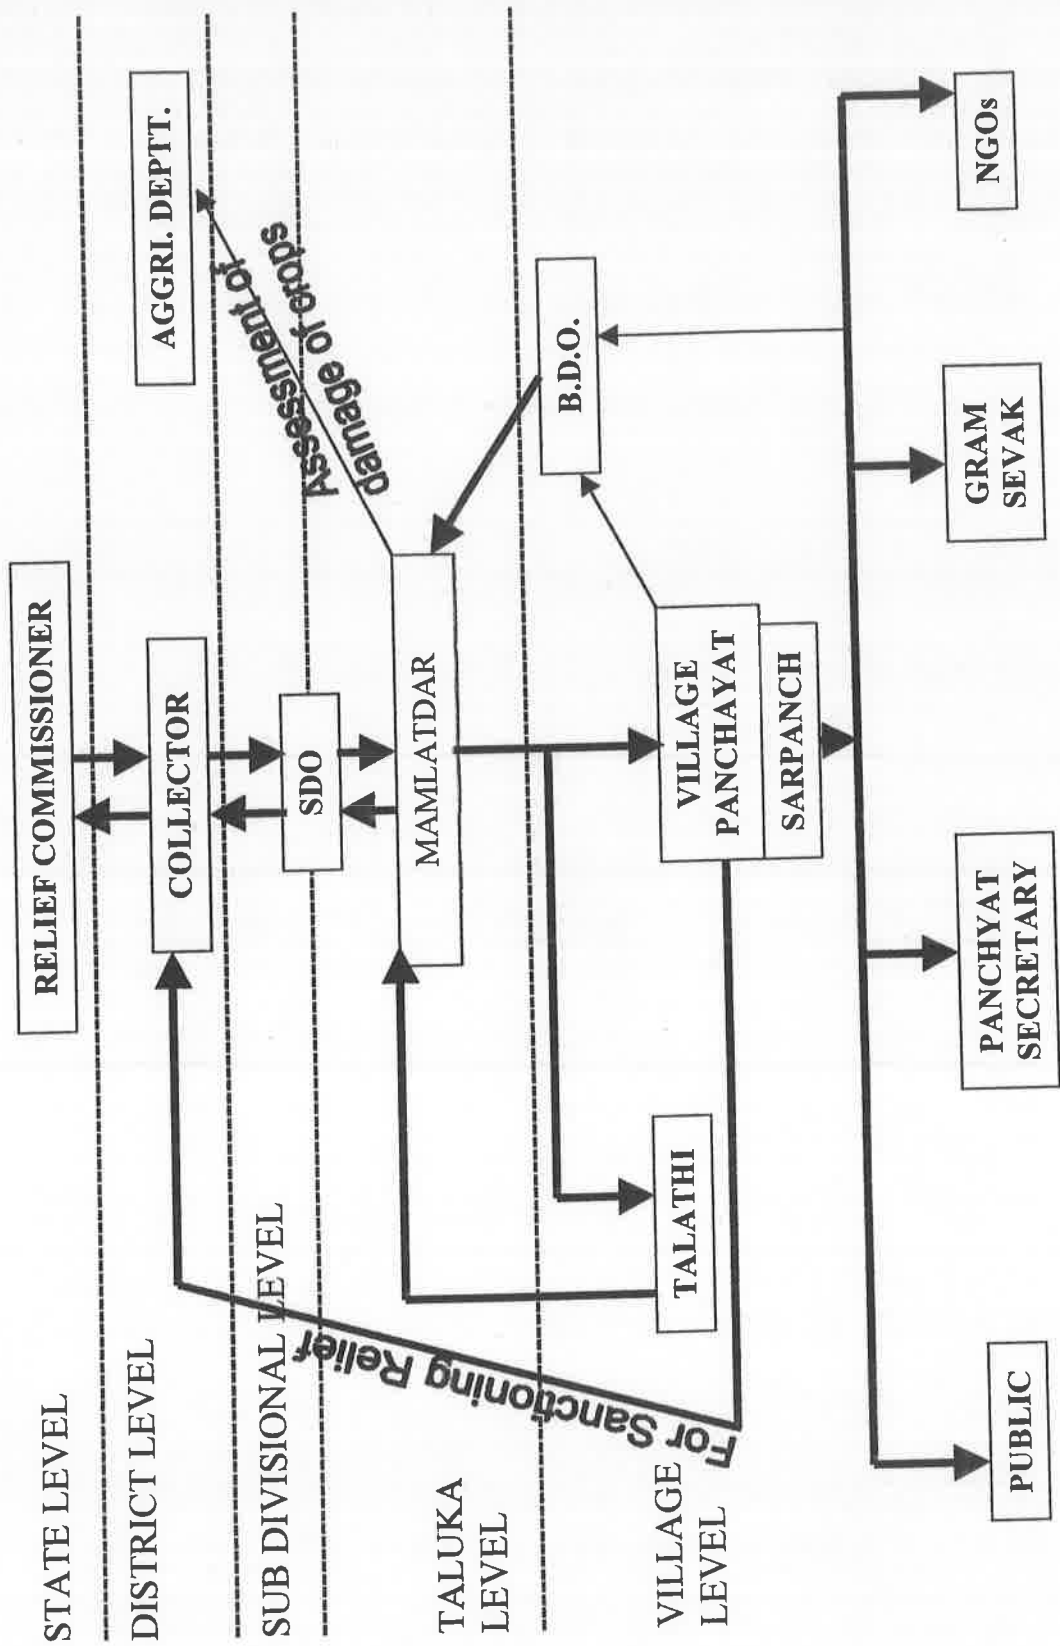 STATE LEVEL
RELIEF COMMISSIONER
DISTRICT LEVEL
COLLECTOR
AGGRI. DEPTT.
SUB DIVISIONAL LEVEL
SDO
Assessment of
damage of crops
TALUKA
LEVEL
MAMLATDAR
For Sanctioning Relief
B.D.O.
VILLAGE
LEVEL
TALATHI
VILLAGE
PANCHAYAT
SARPANCH
PUBLIC
PANCHYAT
SECRETARY
GRAM
SEVAK
NGOs